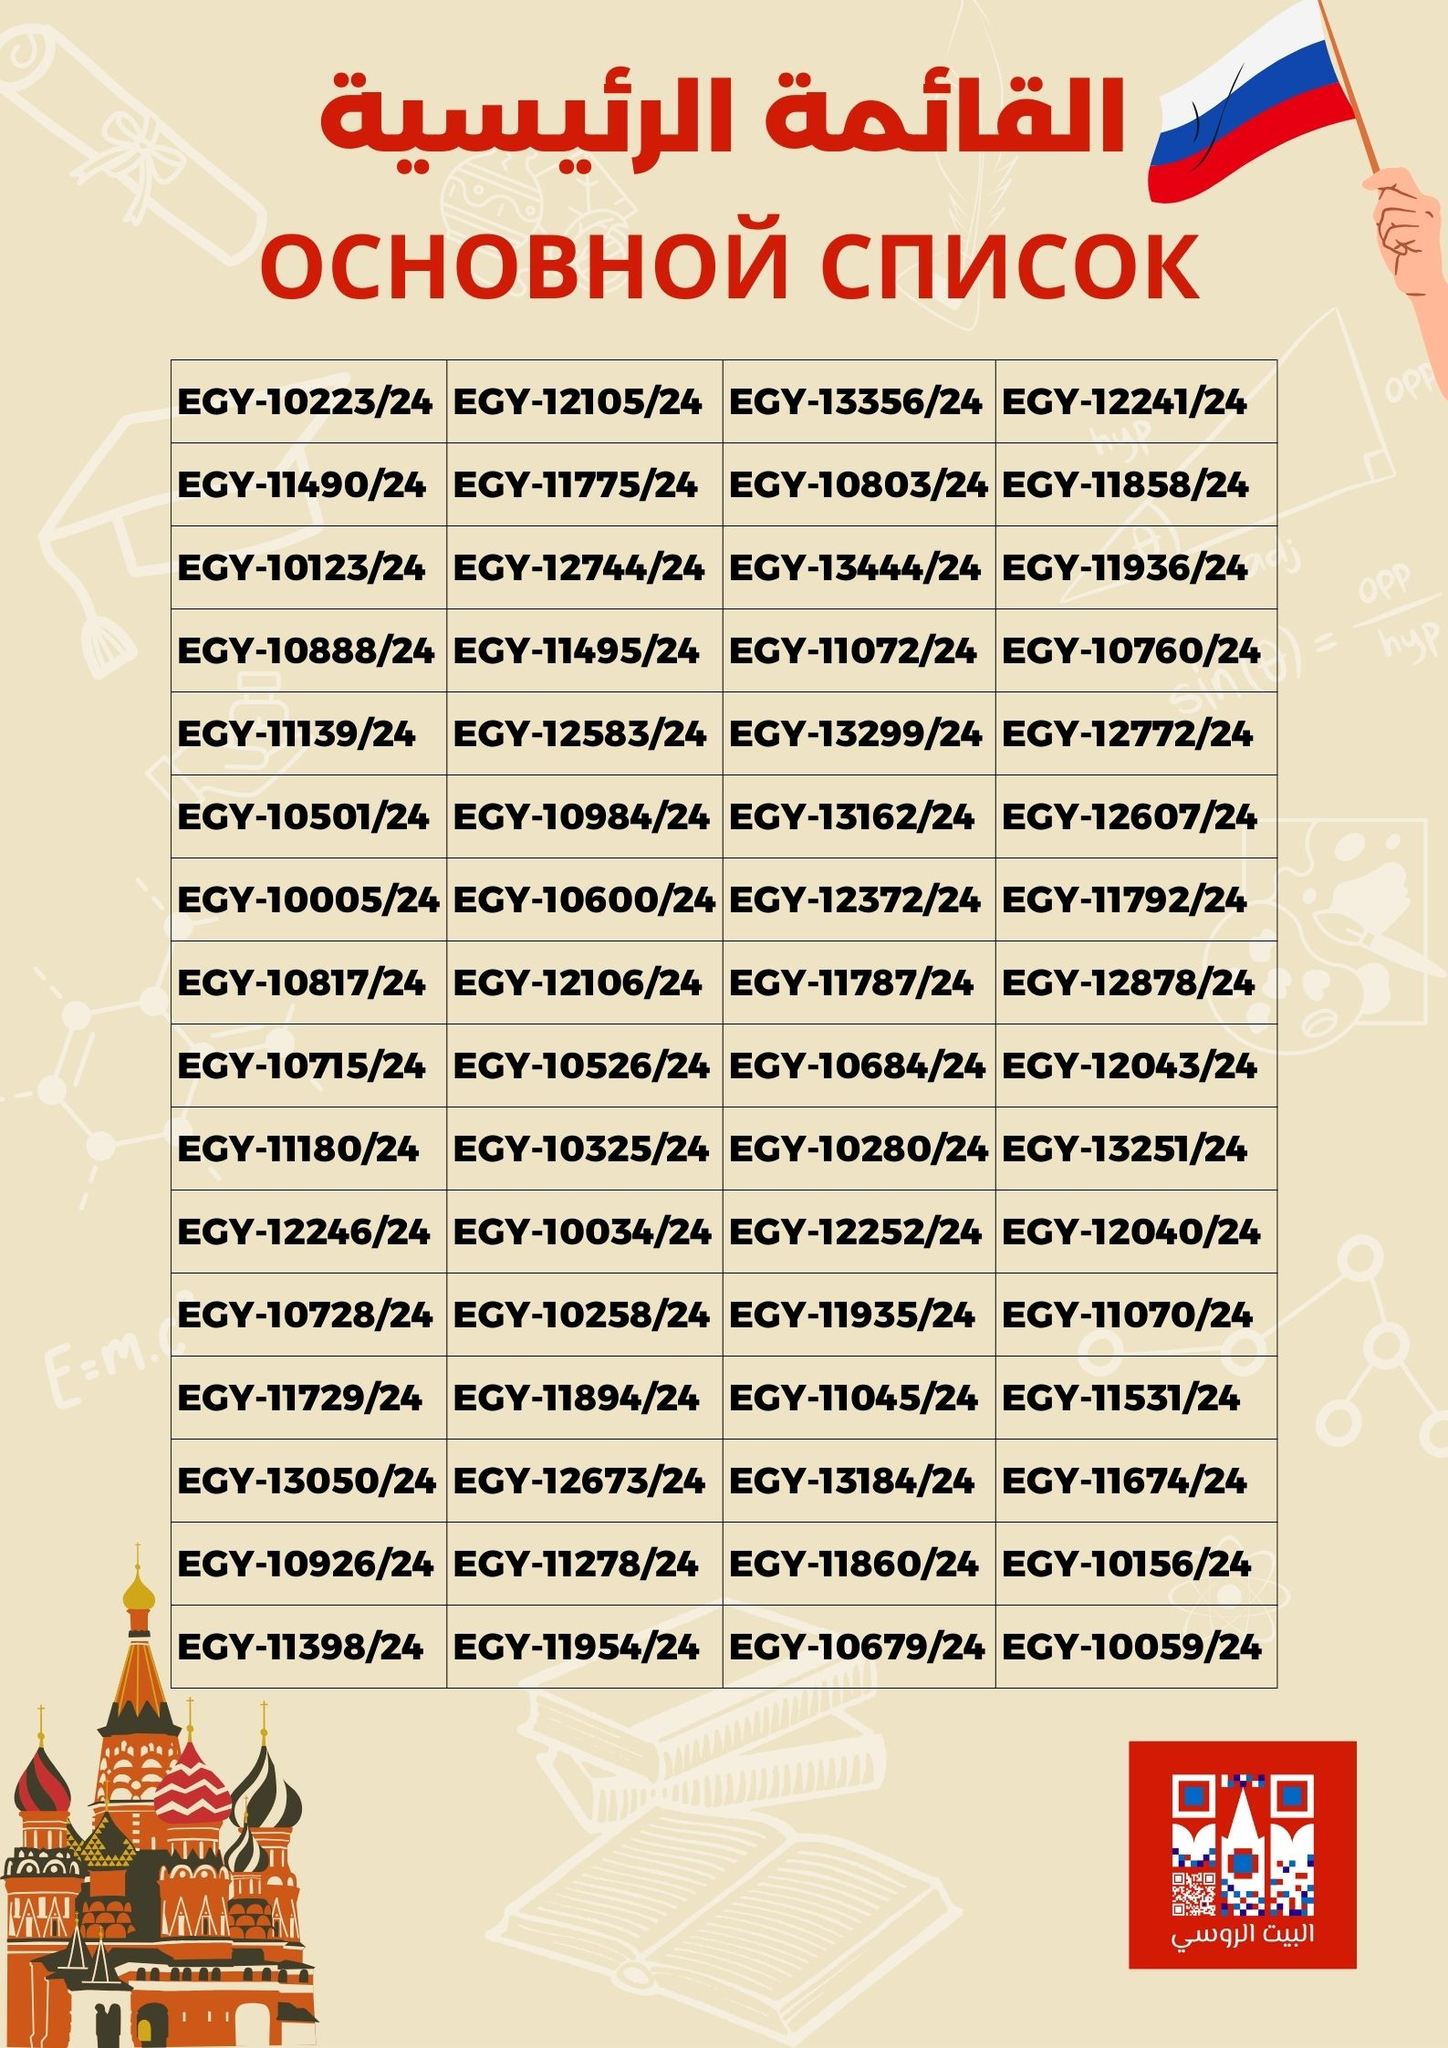 القائمة الرئيسية
ОСНОВНОЙ СПИСОК
EGY-10223/24 EGY-12105/24 EGY-13356/24 EGY-12241/24
EGY-11490/24 EGY-11775/24 EGY-10803/24 EGY-11858/24
EGY-10123/24 EGY-12744/24 EGY-13444/24 EGY-11936/24
EGY-10888/24 EGY-11495/24 EGY-11072/24 EGY-10760/24
EGY-11139/24 EGY-12583/24 EGY-13299/24 EGY-12772/24
EGY-10501/24 EGY-10984/24 EGY-13162/24 EGY-12607/24
EGY-10005/24 EGY-10600/24 EGY-12372/24 EGY-11792/24
EGY-10817/24 EGY-12106/24 EGY-11787/24 EGY-12878/24
EGY-10715/24 EGY-10526/24 EGY-10684/24 EGY-12043/24
EGY-11180/24 EGY-10325/24 EGY-10280/24 EGY-13251/24
EGY-12246/24 EGY-10034/24 EGY-12252/24 EGY-12040/24
EGY-10728/24 EGY-10258/24 EGY-11935/24 EGY-11070/24
EGY-11729/24 EGY-11894/24 EGY-11045/24 EGY-11531/24
EGY-13050/24 EGY-12673/24 EGY-13184/24 EGY-11674/24
EGY-10926/24 EGY-11278/24 EGY-11860/24 EGY-10156/24
EGY-11398/24 EGY-11954/24 EGY-10679/24 EGY-10059/24
البيت الروسي